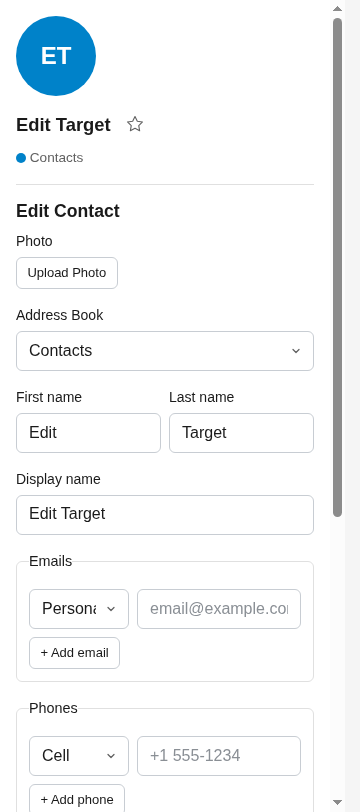 ET
Edit Target
Contacts
Edit Contact
Photo
Upload Photo
Address Book
Contacts
First name Last name
Edit Target
Display name
Edit Target
Emails
Persona email@example.co
+ Add email
Phones
Cell +1 555-1234
+ Add phone